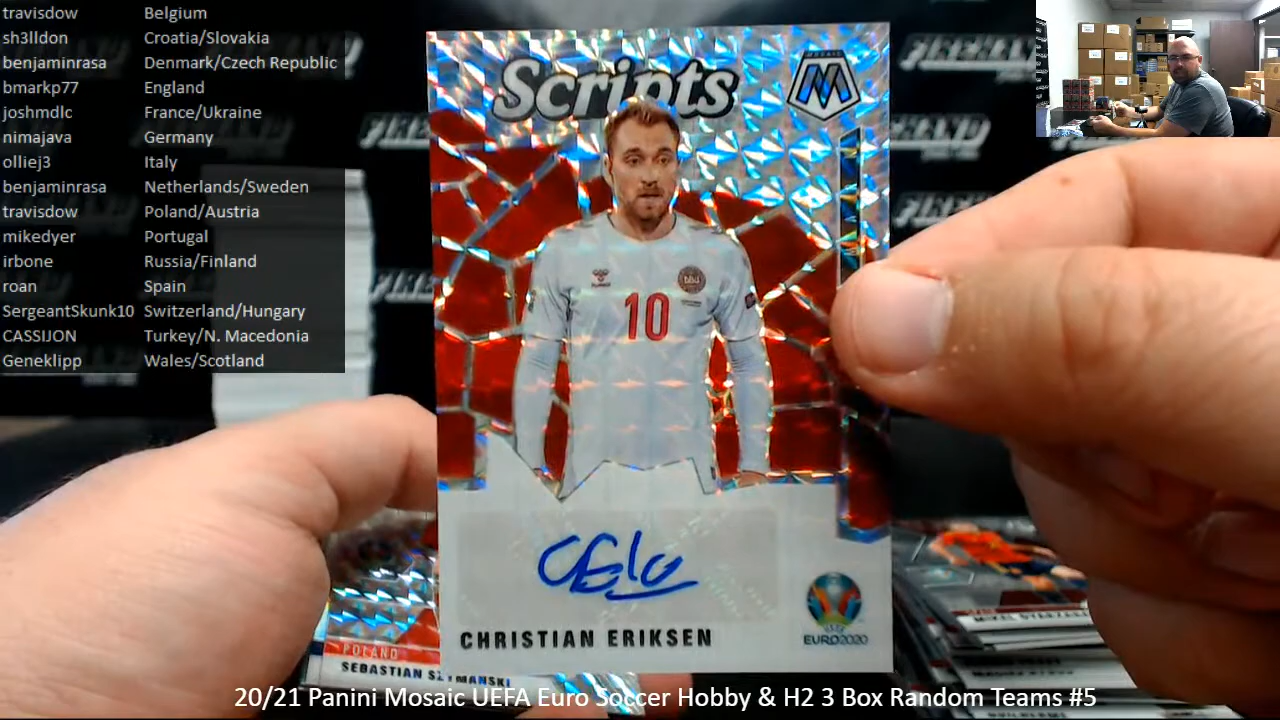 travisdow Belgium
sh3lldon Croatia/Slovakia
benjaminrasa Denmark/Czech Republic
bmarkp77 England
joshmdlc France/Ukraine
nimajava Germany
olliej3 Italy
benjaminrasa Netherlands/Sweden
travisdow Poland/Austria
mikedyer Portugal
irbone Russia/Finland
roan Spain
SergeantSkunk10 Switzerland/Hungary
CASSIJON Turkey/N. Macedonia
Geneklipp Wales/Scotland
Scripts
MOSAIC
10
CHRISTIAN ERIKSEN
UEFA
EURO2020
POLAND
SEBASTIAN SZYMANSKI
20/21 Panini Mosaic UEFA Euro Soccer Hobby & H2 3 Box Random Teams #5